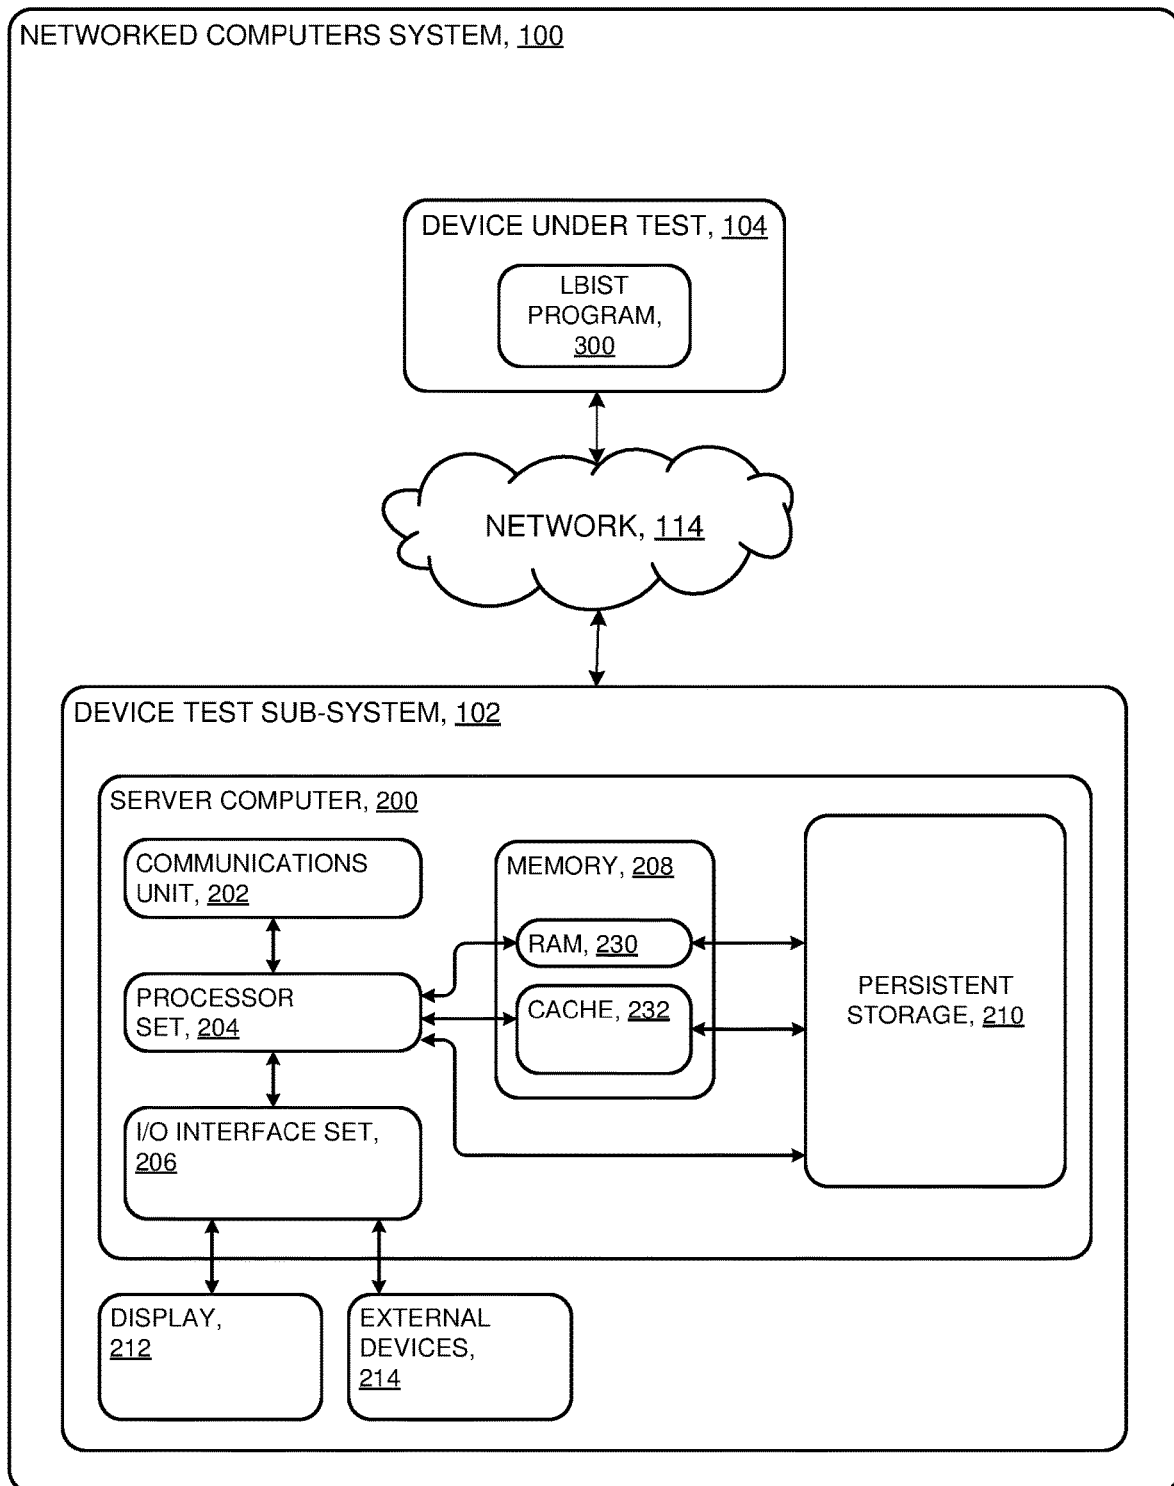 NETWORKED COMPUTERS SYSTEM, 100
DEVICE UNDER TEST, 104
LBIST
PROGRAM,
300
NETWORK, 114
DEVICE TEST SUB-SYSTEM, 102
SERVER COMPUTER, 200
COMMUNICATIONS
UNIT, 202
PROCESSOR
SET, 204
I/O INTERFACE SET,
206
MEMORY, 208
RAM, 230
CACHE, 232
PERSISTENT
STORAGE, 210
DISPLAY,
212
EXTERNAL
DEVICES,
214